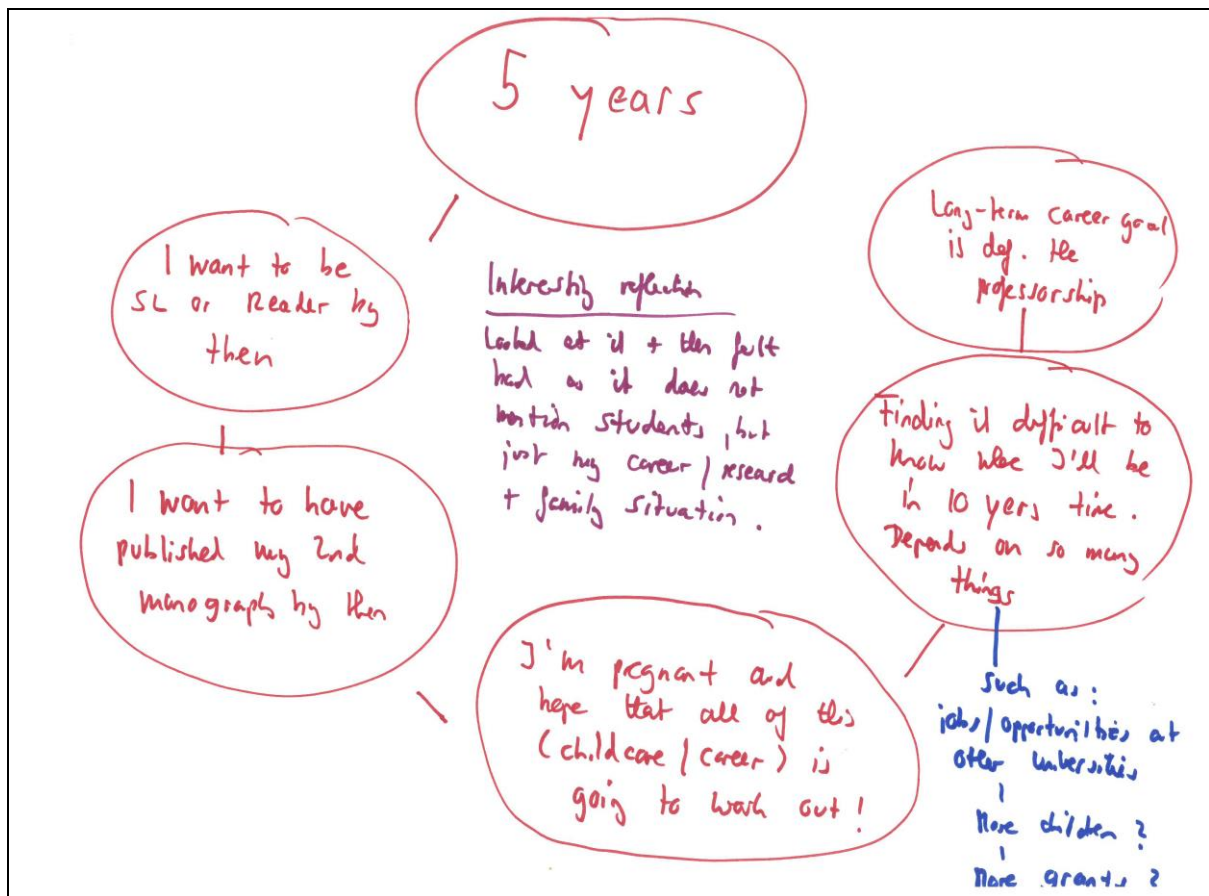 5 years
I want to be
SL or Reader by
then
I want to have
published my 2nd
monograph by then
I'm pregnant and
hope that all of this
(childcare / career) is
going to work out!
Finding it difficult to
know where I'll be
in 10 yers time.
Depends on so many
things
such as:
jobs/opportunities at
other universities
More children?
More grants?
Long-term career goal
is def. the
professorship
Interesting reflection
Looked at it + then felt
bad as it does not
mention students, but
just my career / research
+ family situation.